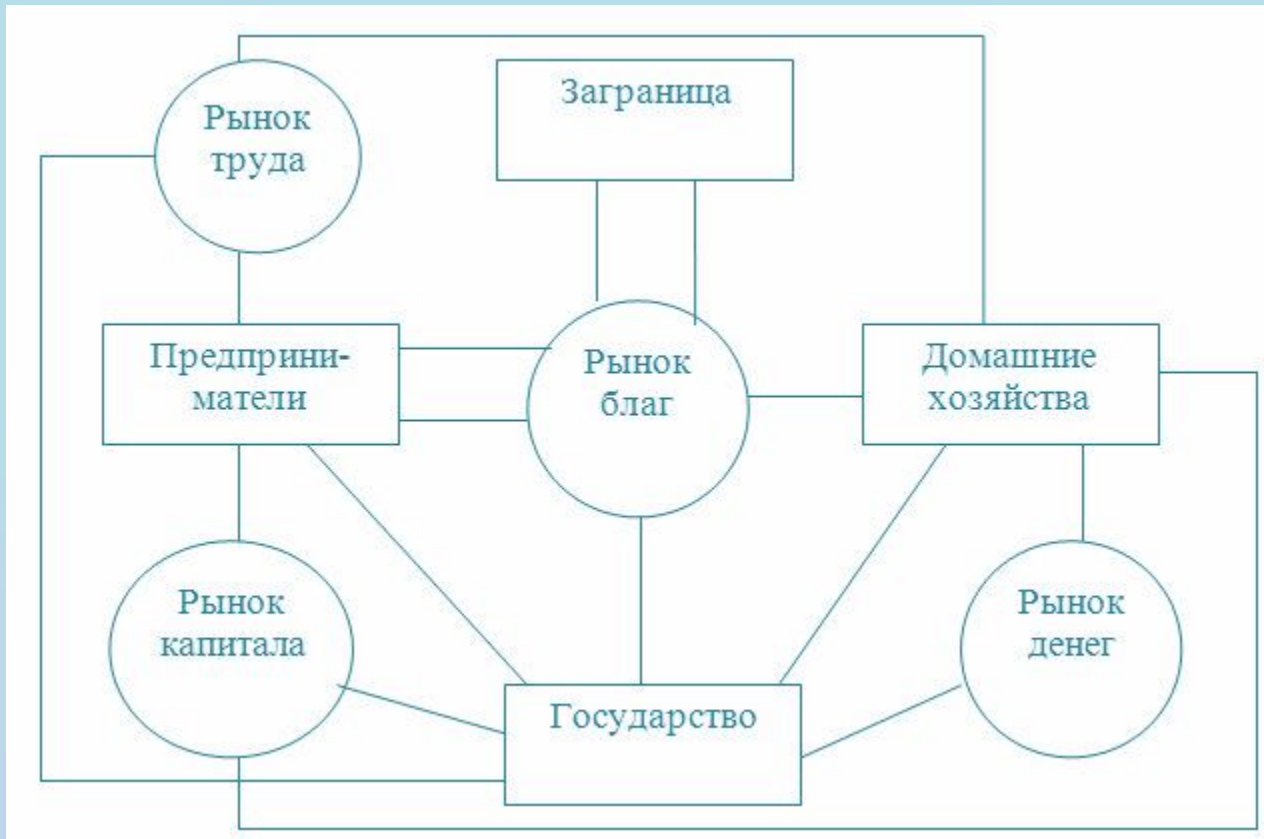 Рынок
труда
Заграница
Предприни-
матели
Рынок
благ
Домашние
хозяйства
Рынок
капитала
Государство
Рынок
денег